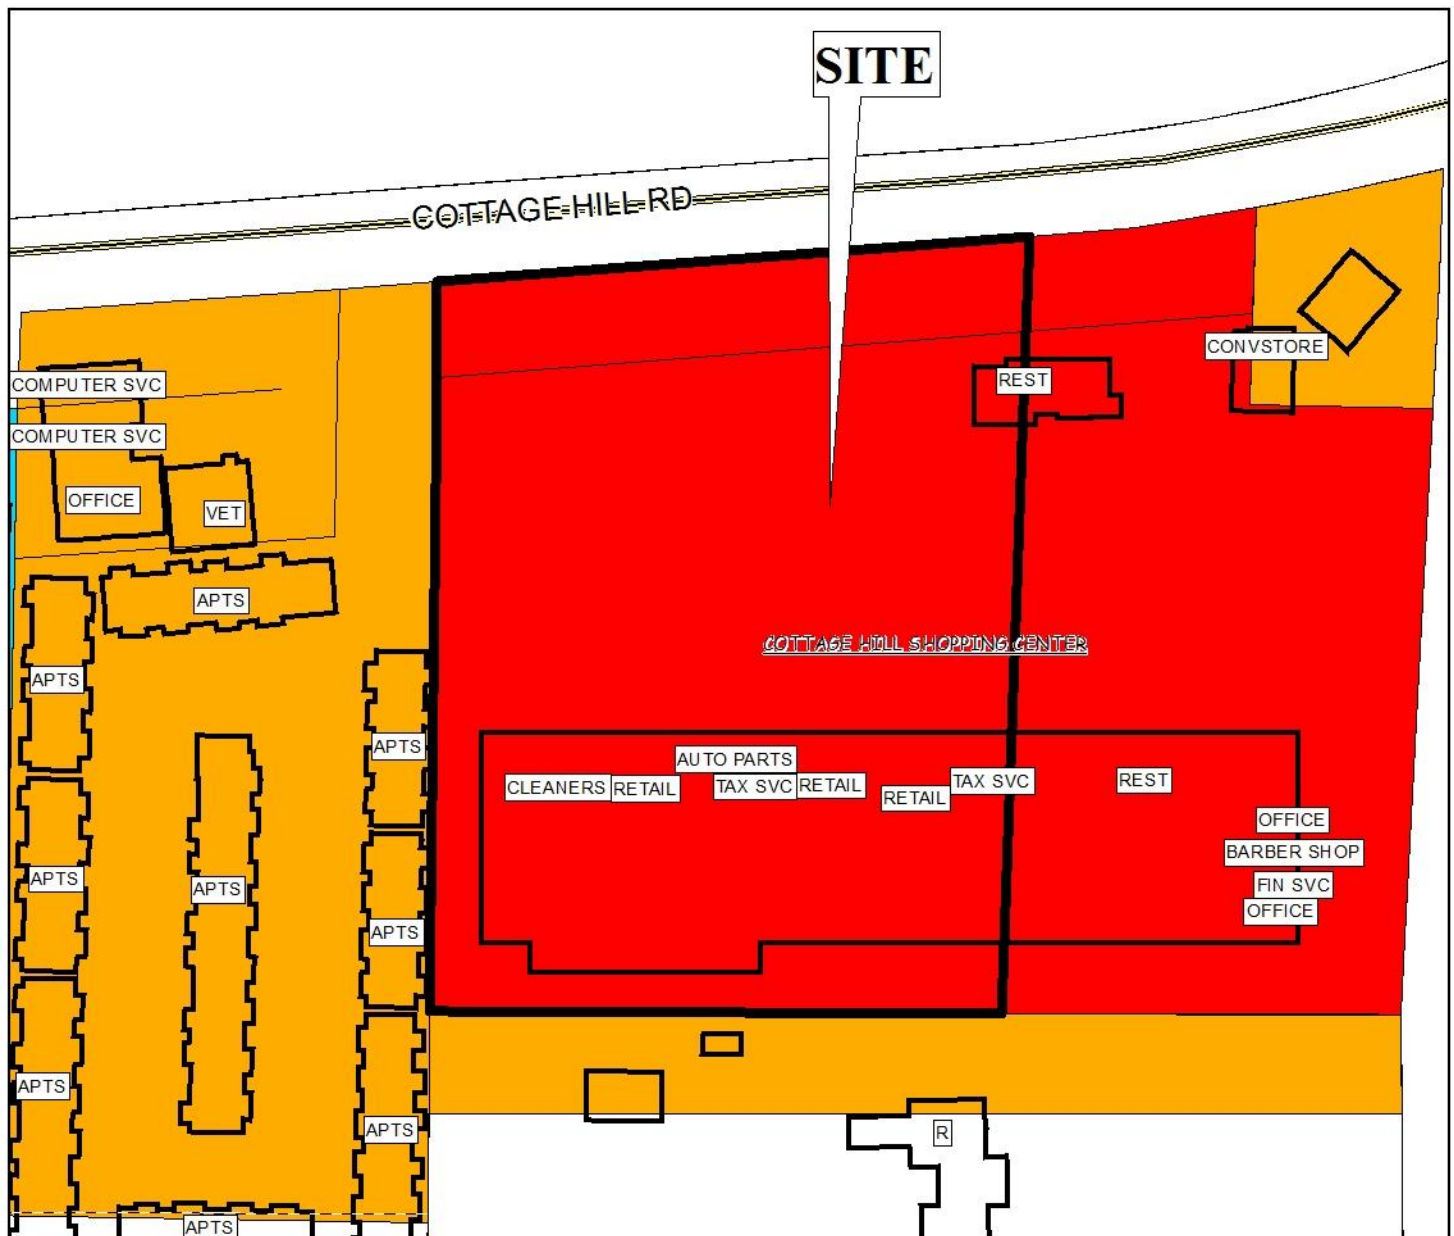 SITE
COTTAGE HILL RD
CONVSTORE
REST
COMPUTER SVC
COMPUTER SVC
OFFICE
VET
APTS
APTS
COTTAGE HILL SHOPPING CENTER
APTS
AUTO PARTS
CLEANERS
RETAIL
TAX SVC
RETAIL
RETAIL
TAX SVC
REST
OFFICE
BARBER SHOP
FIN SVC
OFFICE
APTS
APTS
APTS
APTS
APTS
R
APTS